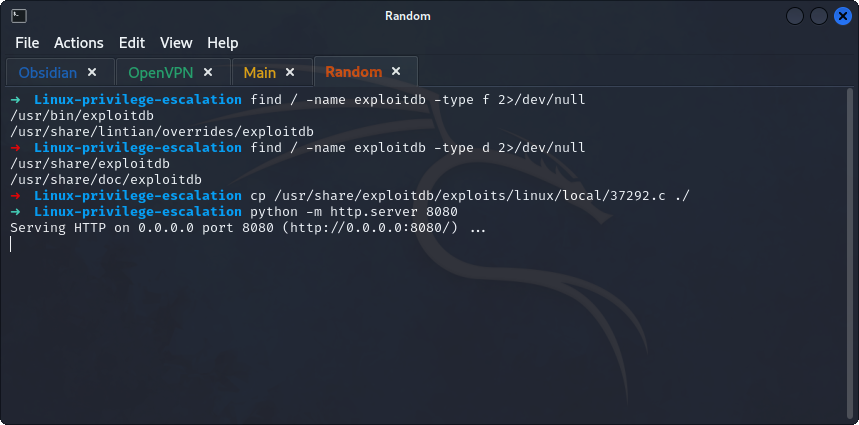 Random
File Actions Edit View Help
Obsidian × OpenVPN × Main × Random ×
→ Linux-privilege-escalation find / -name exploitdb -type f 2>/dev/null
/usr/bin/exploitdb
/usr/share/lintian/overrides/exploitdb
→ Linux-privilege-escalation find / -name exploitdb -type d 2>/dev/null
/usr/share/exploitdb
/usr/share/doc/exploitdb
→ Linux-privilege-escalation cp /usr/share/exploitdb/exploits/linux/local/37292.c ./
→ Linux-privilege-escalation python -m http.server 8080
Serving HTTP on 0.0.0.0 port 8080 (http://0.0.0.0:8080/) ...